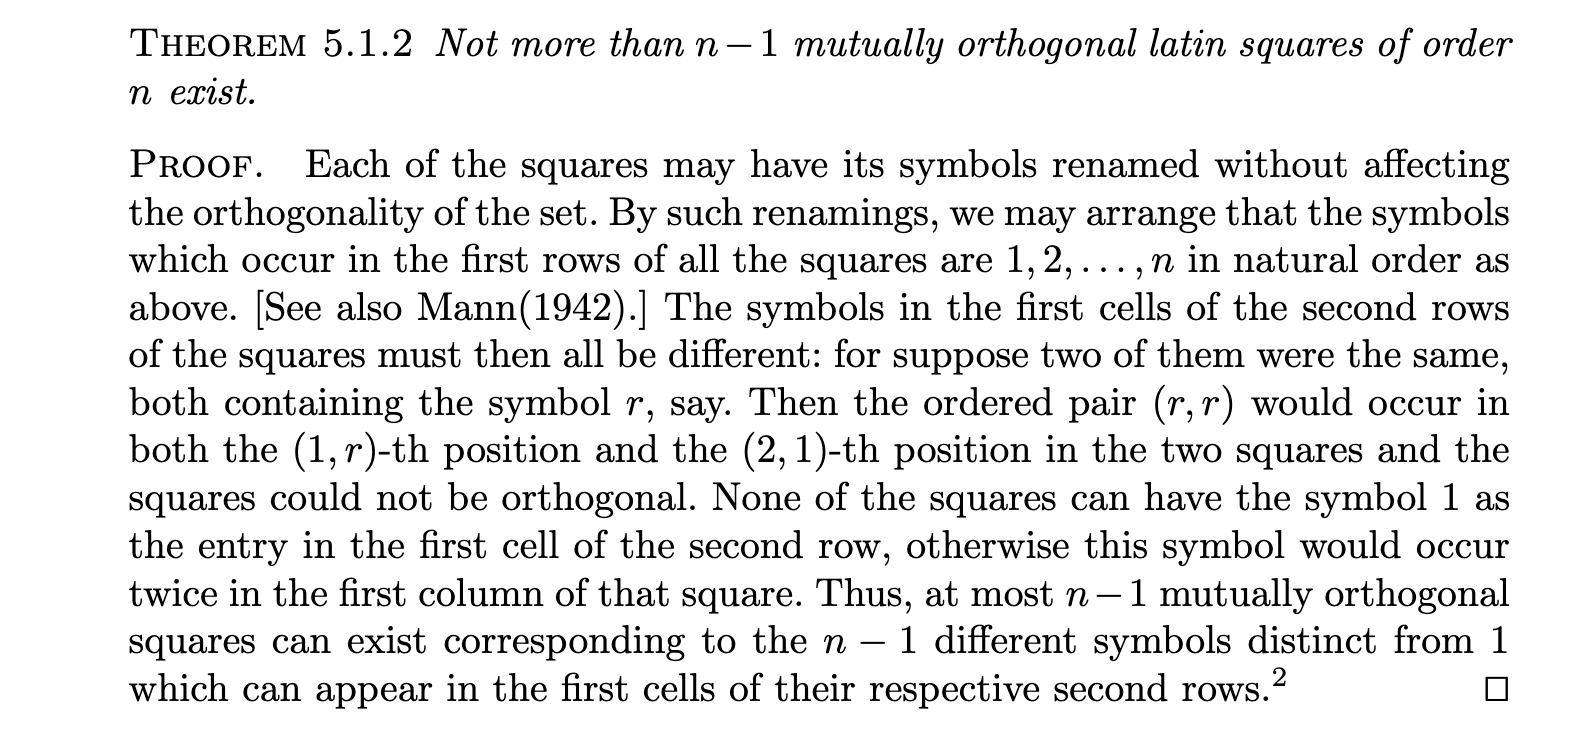 THEOREM 5.1.2 Not more than n − 1 mutually orthogonal latin squares of order
n exist.
PROOF. Each of the squares may have its symbols renamed without affecting
the orthogonality of the set. By such renamings, we may arrange that the symbols
which occur in the first rows of all the squares are 1, 2, . . . , n in natural order as
above. [See also Mann(1942).] The symbols in the first cells of the second rows
of the squares must then all be different: for suppose two of them were the same,
both containing the symbol r, say. Then the ordered pair (r, r) would occur in
both the (1, r)-th position and the (2, 1)-th position in the two squares and the
squares could not be orthogonal. None of the squares can have the symbol 1 as
the entry in the first cell of the second row, otherwise this symbol would occur
twice in the first column of that square. Thus, at most n − 1 mutually orthogonal
squares can exist corresponding to the n − 1 different symbols distinct from 1
which can appear in the first cells of their respective second rows.² □